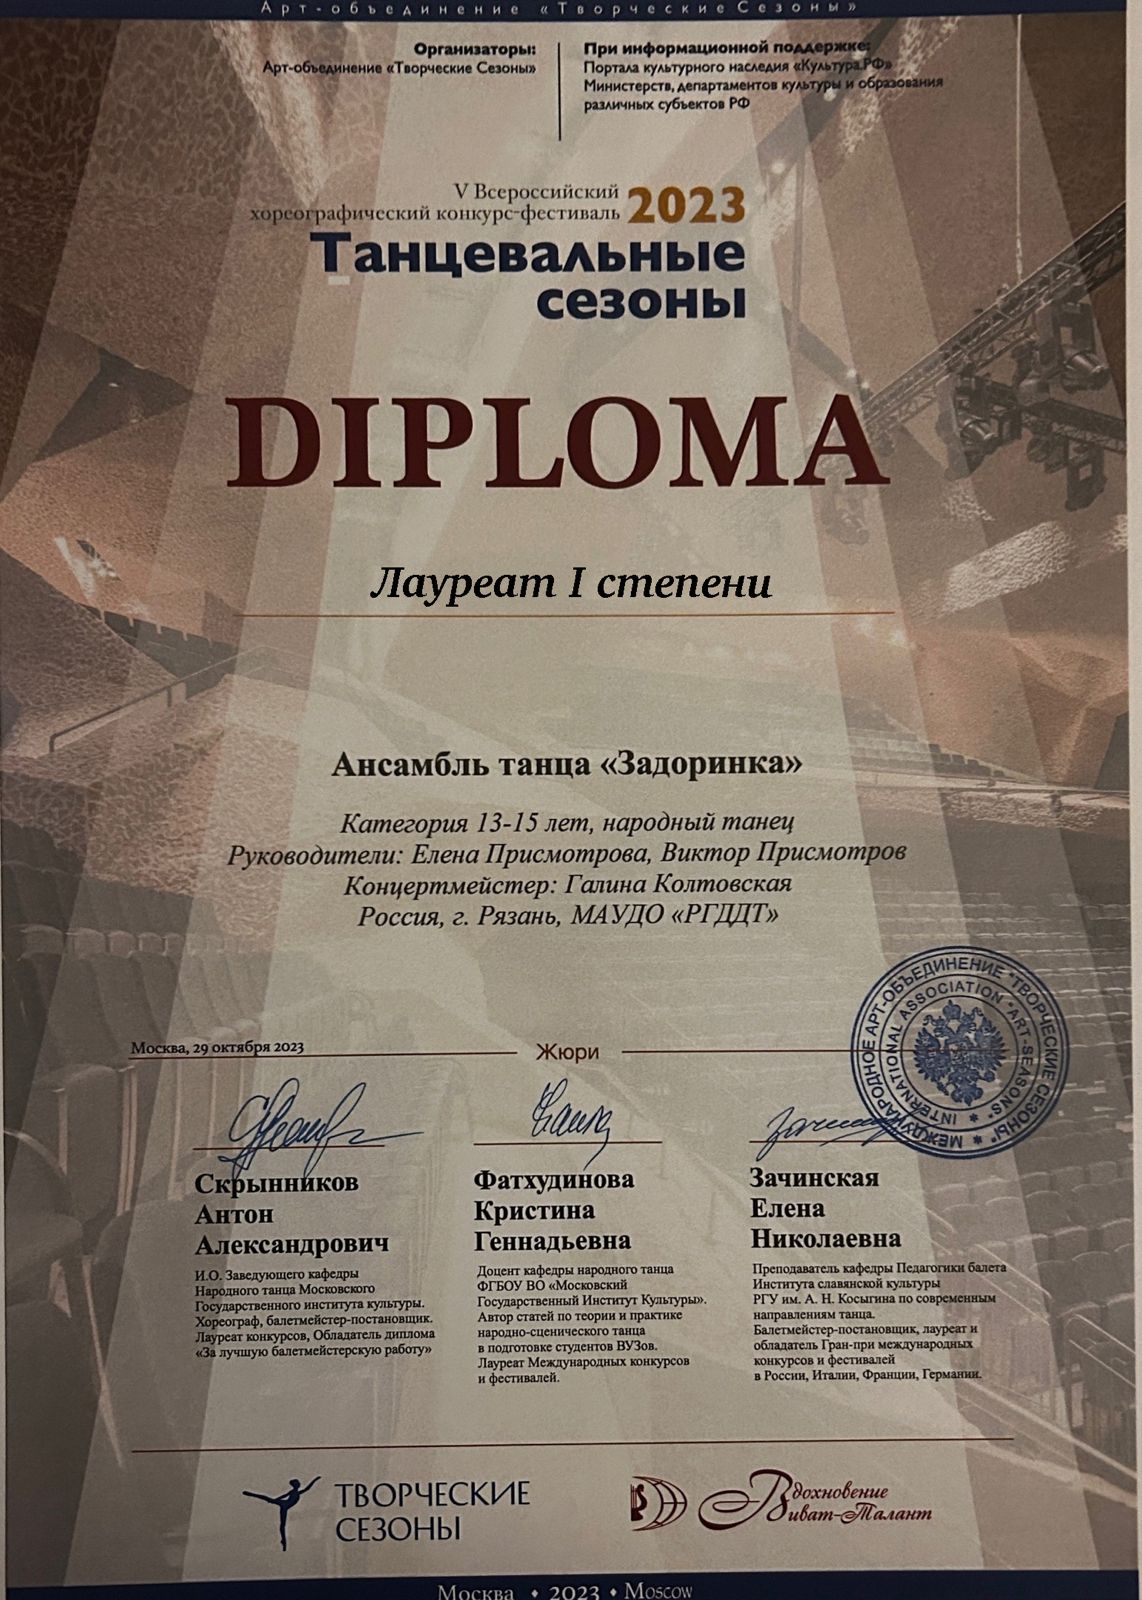 Арт-объединение «Творческие Сезоны»
Организаторы:
Арт-объединение «Творческие Сезоны»
При информационной поддержке:
Портала культурного наследия «Культура.РФ»
Министерств, департаментов культуры и образования
различных субъектов РФ
V Всероссийский
хореографический конкурс-фестиваль 2023
Танцевальные
сезоны
DIPLOMA
Лауреат I степени
Ансамбль танца «Задоринка»
Категория 13-15 лет, народный танец
Руководители: Елена Присмотрова, Виктор Присмотров
Концертмейстер: Галина Колтовская
Россия, г. Рязань, МАУДО «РГДДТ»
Москва, 29 октября 2023
Жюри
МЕЖДУНАРОДНОЕ АРТ-ОБЪЕДИНЕНИЕ "ТВОРЧЕСКИЕ СЕЗОНЫ" *
INTERNATIONAL ASSOCIATION "ART-SEASONS" *
Скрынников
Антон
Александрович
И.О. Заведующего кафедры
Народного танца Московского
Государственного института культуры.
Хореограф, балетмейстер-постановщик.
Лауреат конкурсов, Обладатель диплома
«За лучшую балетмейстерскую работу»
Фатхудинова
Кристина
Геннадьевна
Доцент кафедры народного танца
ФГБОУ ВО «Московский
Государственный Институт Культуры».
Автор статей по теории и практике
народно-сценического танца
в подготовке студентов ВУЗов.
Лауреат Международных конкурсов
и фестивалей.
Зачинская
Елена
Николаевна
Преподаватель кафедры Педагогики балета
Института славянской культуры
РГУ им. А. Н. Косыгина по современным
направлениям танца.
Балетмейстер-постановщик, лауреат и
обладатель Гран-при международных
конкурсов и фестивалей
в России, Италии, Франции, Германии.
ТВОРЧЕСКИЕ
СЕЗОНЫ
Вдохновение
Виват-Талант
Москва • 2023 • Moscow